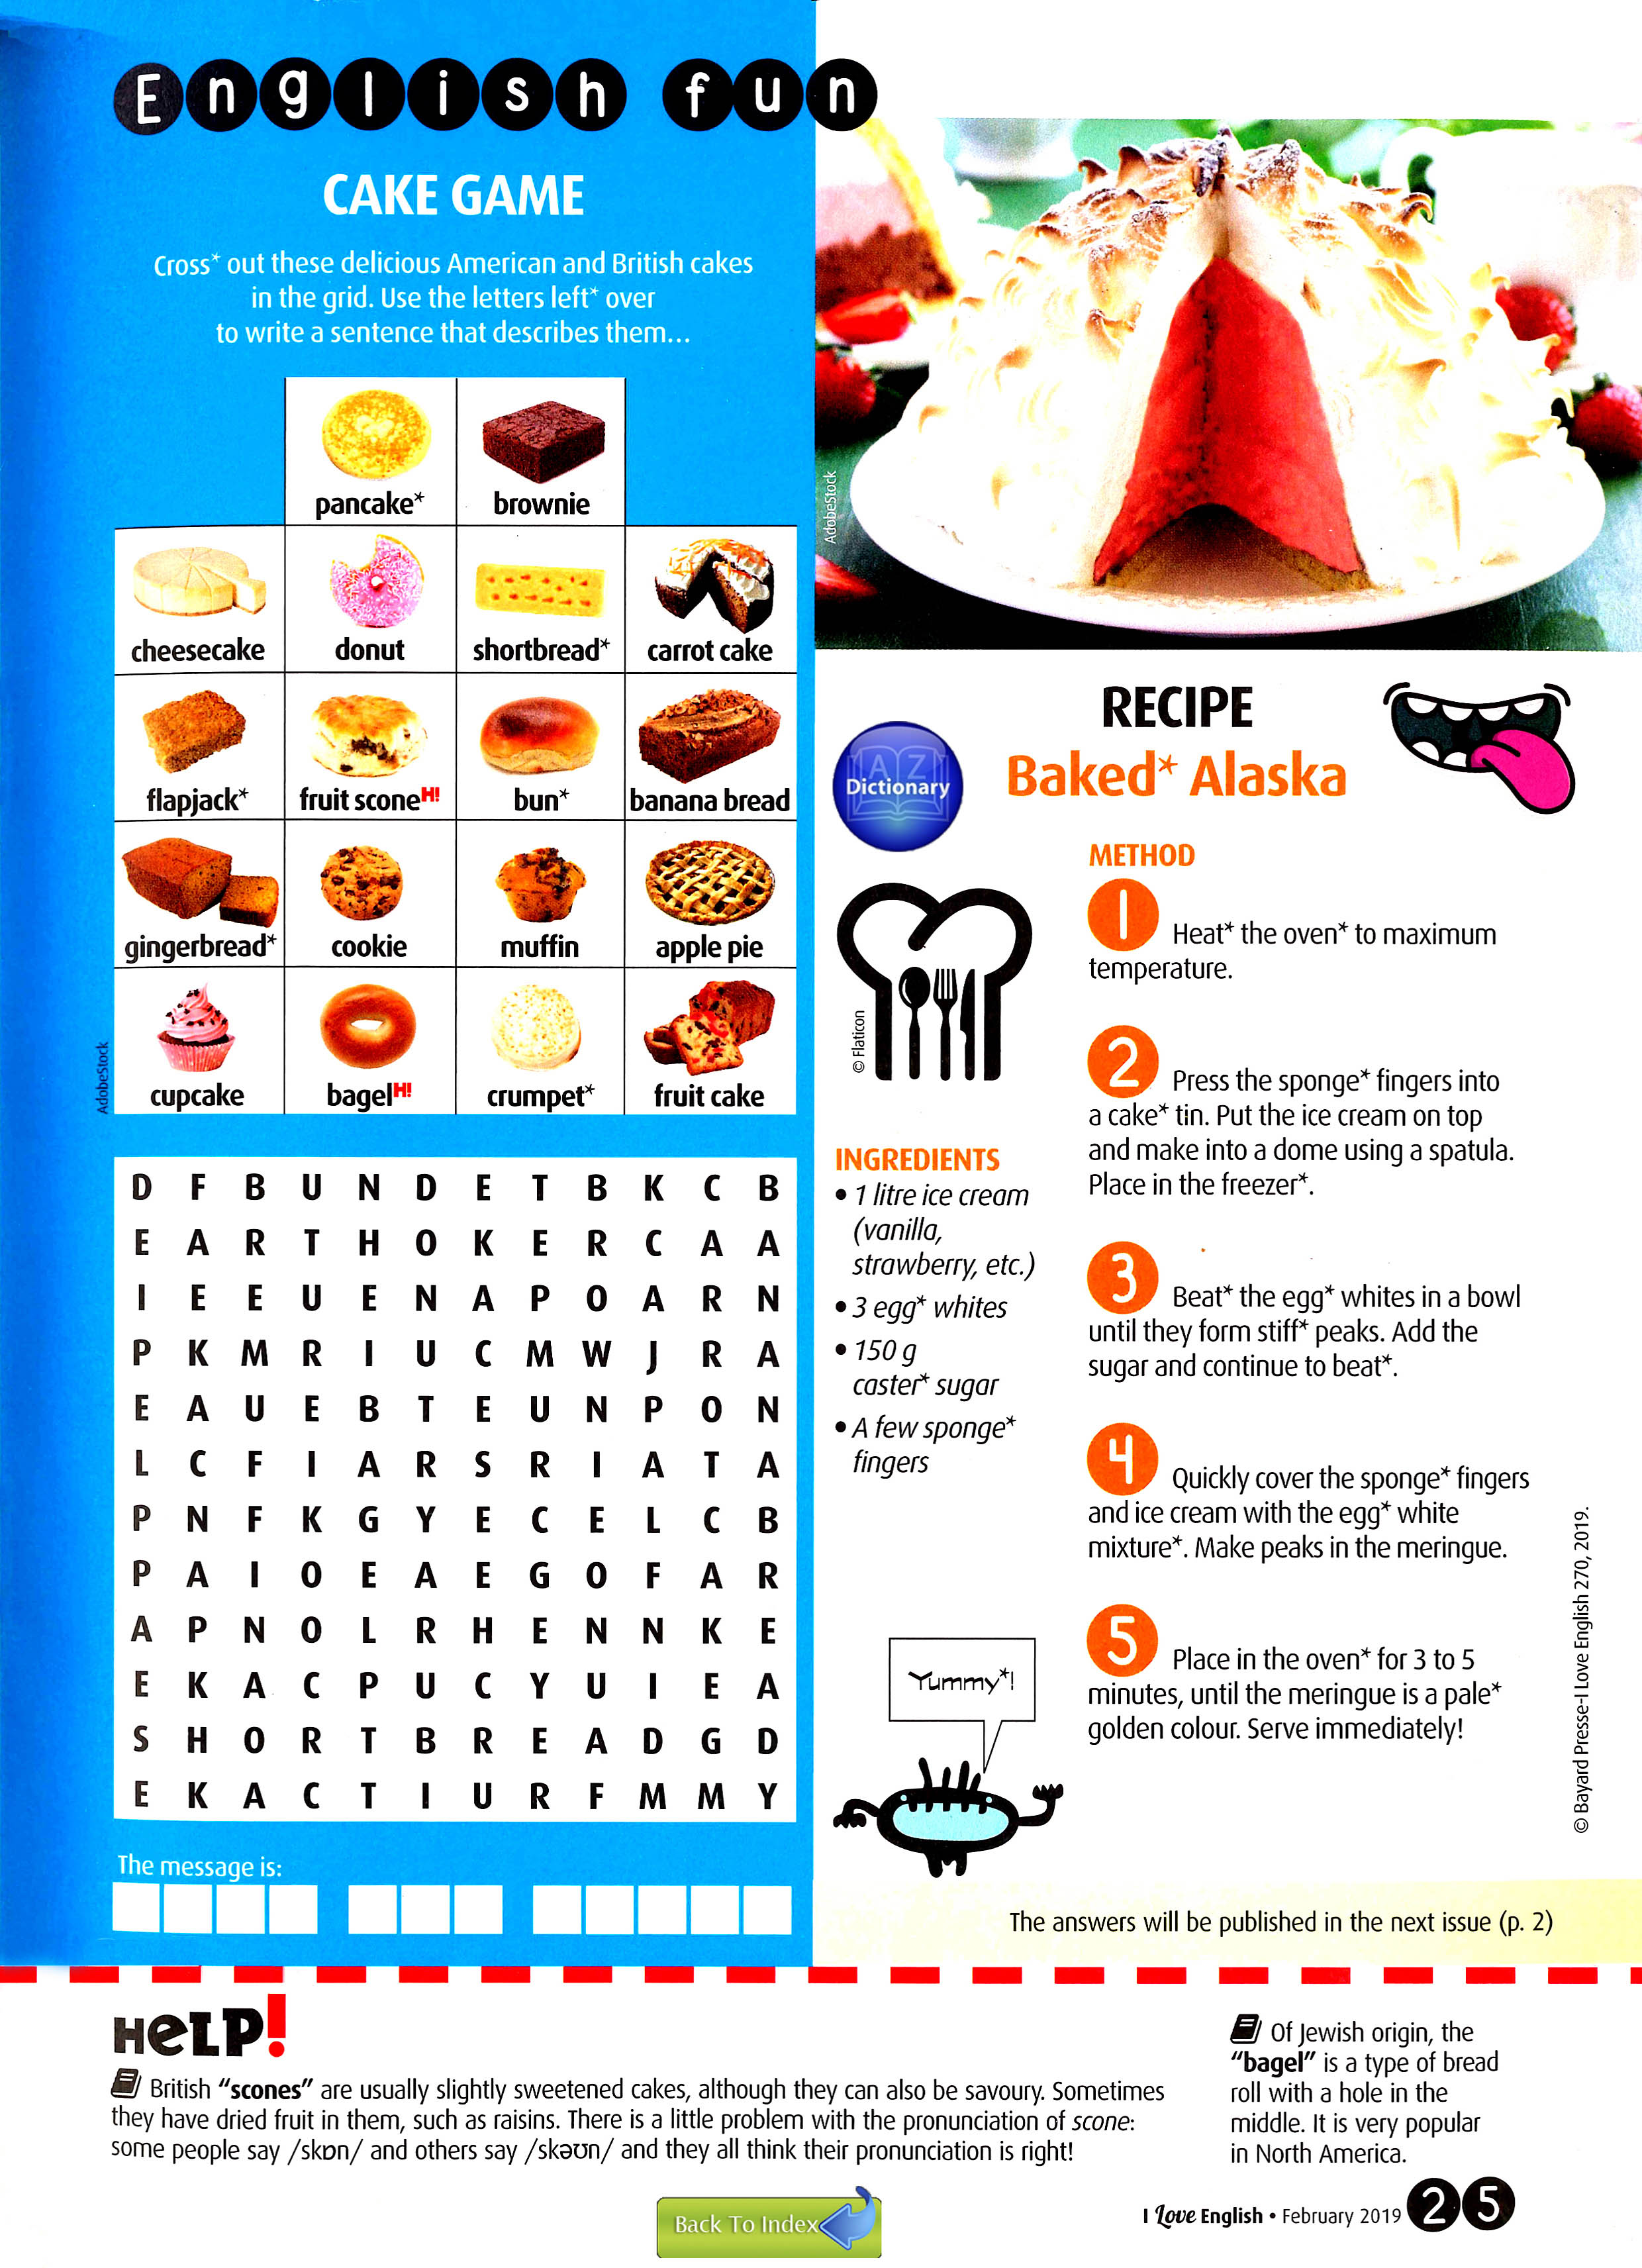 English fun
CAKE GAME
Cross* out these delicious American and British cakes
in the grid. Use the letters left* over
to write a sentence that describes them...
pancake* brownie
cheesecake donut shortbread* carrot cake
flapjack* fruit sconeH! bun* banana bread
gingerbread* cookie muffin apple pie
cupcake bagelH! crumpet* fruit cake
AdobeStock
D F B U N D E T B K C B
E A R T H O K E R C A A
I E E U E N A P O A R N
P K M R I U C M W J R A
E A U E B T E U N P O N
L C F I A R S R I A T A
P N F K G Y E C E L C B
P A I O E A E G O F A R
A P N O L R H E N N K E
E K A C P U C Y U I E A
S H O R T B R E A D G D
E K A C T I U R F M M Y
The message is:
AdobeStock
RECIPE
Baked* Alaska
A Z
Dictionary
© Flaticon
INGREDIENTS
• 1 litre ice cream
(vanilla,
strawberry, etc.)
• 3 egg* whites
• 150 g
caster* sugar
• A few sponge*
fingers
METHOD
1 Heat* the oven* to maximum
temperature.
2 Press the sponge* fingers into
a cake* tin. Put the ice cream on top
and make into a dome using a spatula.
Place in the freezer*.
3 Beat* the egg* whites in a bowl
until they form stiff* peaks. Add the
sugar and continue to beat*.
4 Quickly cover the sponge* fingers
and ice cream with the egg* white
mixture*. Make peaks in the meringue.
5 Place in the oven* for 3 to 5
minutes, until the meringue is a pale*
golden colour. Serve immediately!
Yummy*!
© Bayard Presse-I Love English 270, 2019.
The answers will be published in the next issue (p. 2)
HeLP!
British “scones” are usually slightly sweetened cakes, although they can also be savoury. Sometimes
they have dried fruit in them, such as raisins. There is a little problem with the pronunciation of scone:
some people say /skɒn/ and others say /skəʊn/ and they all think their pronunciation is right!
Of Jewish origin, the
“bagel” is a type of bread
roll with a hole in the
middle. It is very popular
in North America.
Back To Index
I Love English • February 2019 25